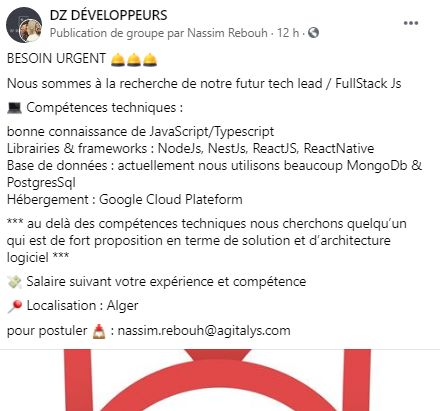 DZ DÉVELOPPEURS
Publication de groupe par Nassim Rebouh · 12 h ·
BESOIN URGENT 🛎️🛎️🛎️
Nous sommes à la recherche de notre futur tech lead / FullStack Js
💻 Compétences techniques :
bonne connaissance de JavaScript/Typescript
Librairies & frameworks : NodeJs, NestJs, ReactJS, ReactNative
Base de données : actuellement nous utilisons beaucoup MongoDb &
PostgresSql
Hébergement : Google Cloud Plateform
*** au delà des compétences techniques nous cherchons quelqu'un
qui est de fort proposition en terme de solution et d'architecture
logiciel ***
💸 Salaire suivant votre expérience et compétence
📍 Localisation : Alger
pour postuler 📩 : nassim.rebouh@agitalys.com